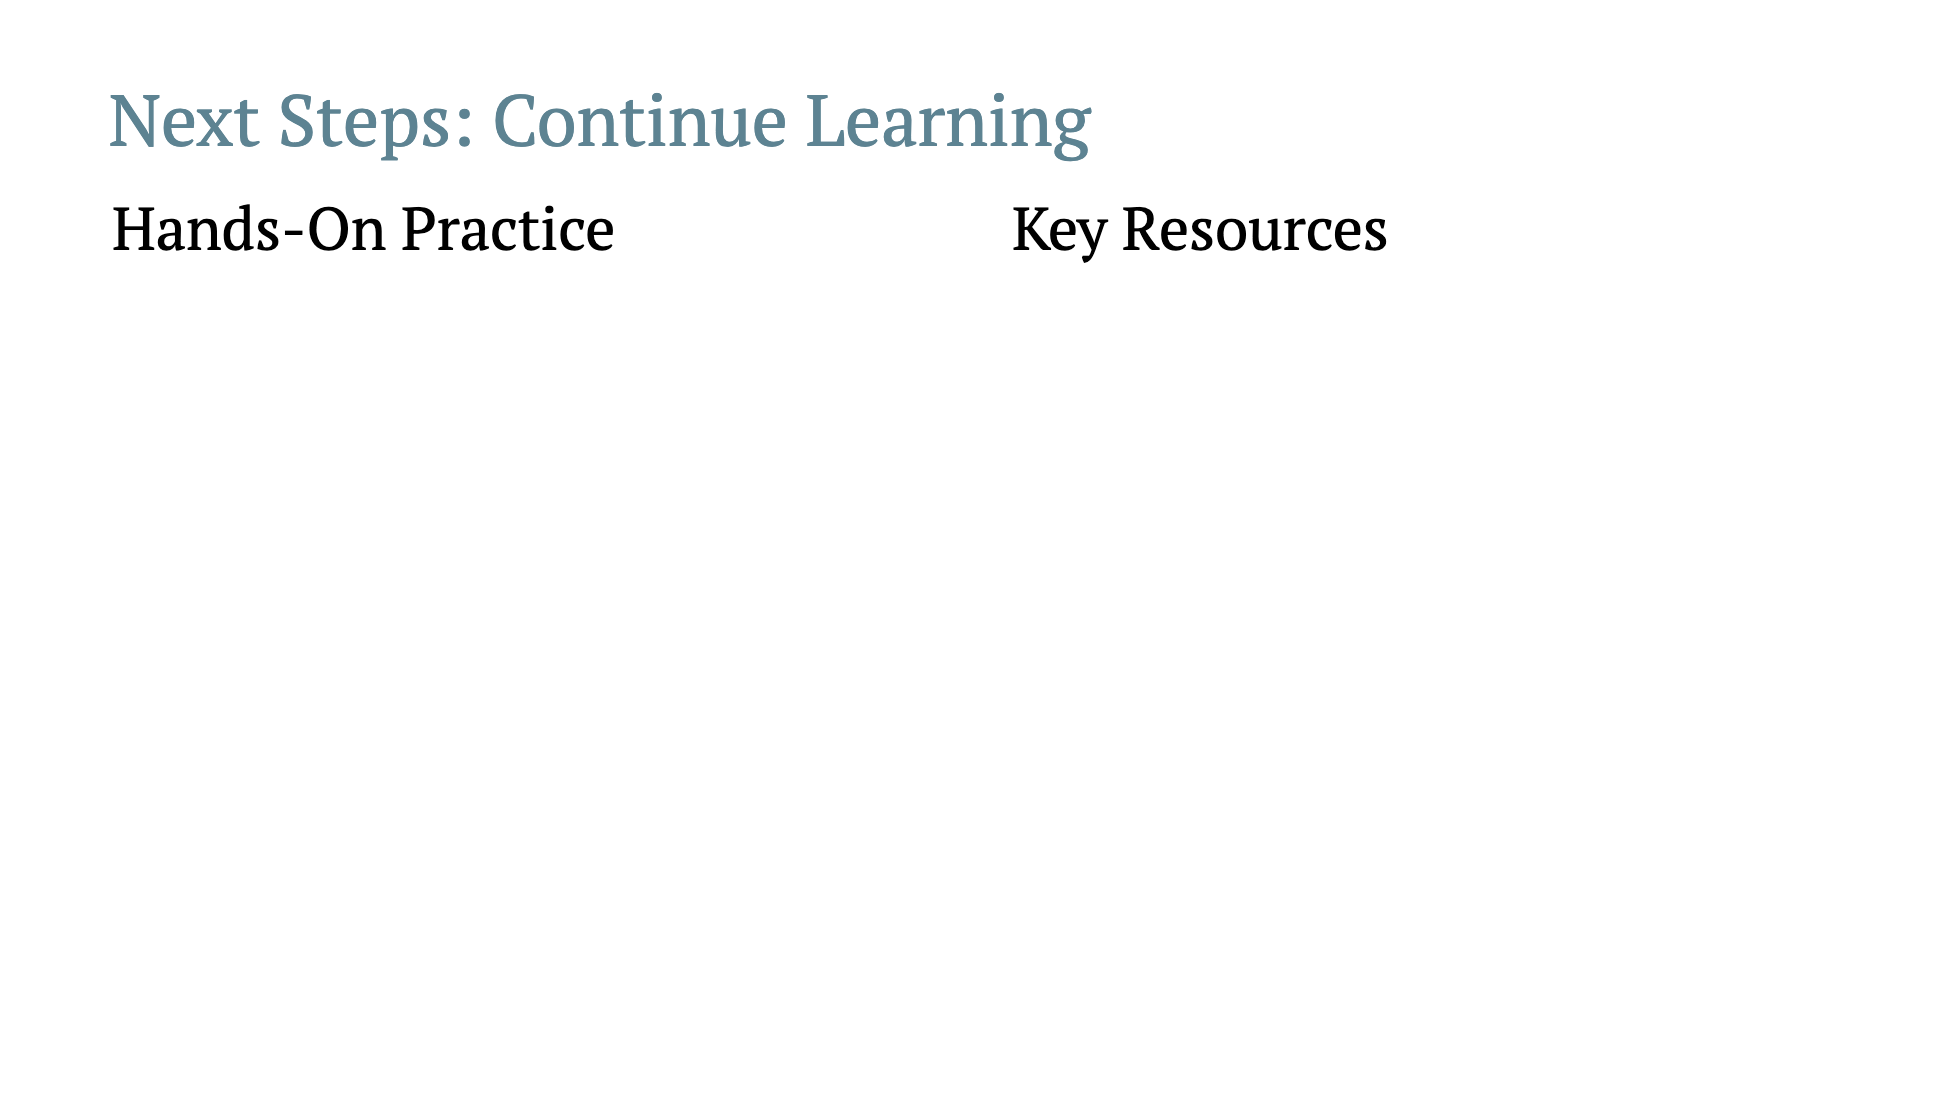 Next Steps: Continue Learning
Hands-On Practice
Key Resources